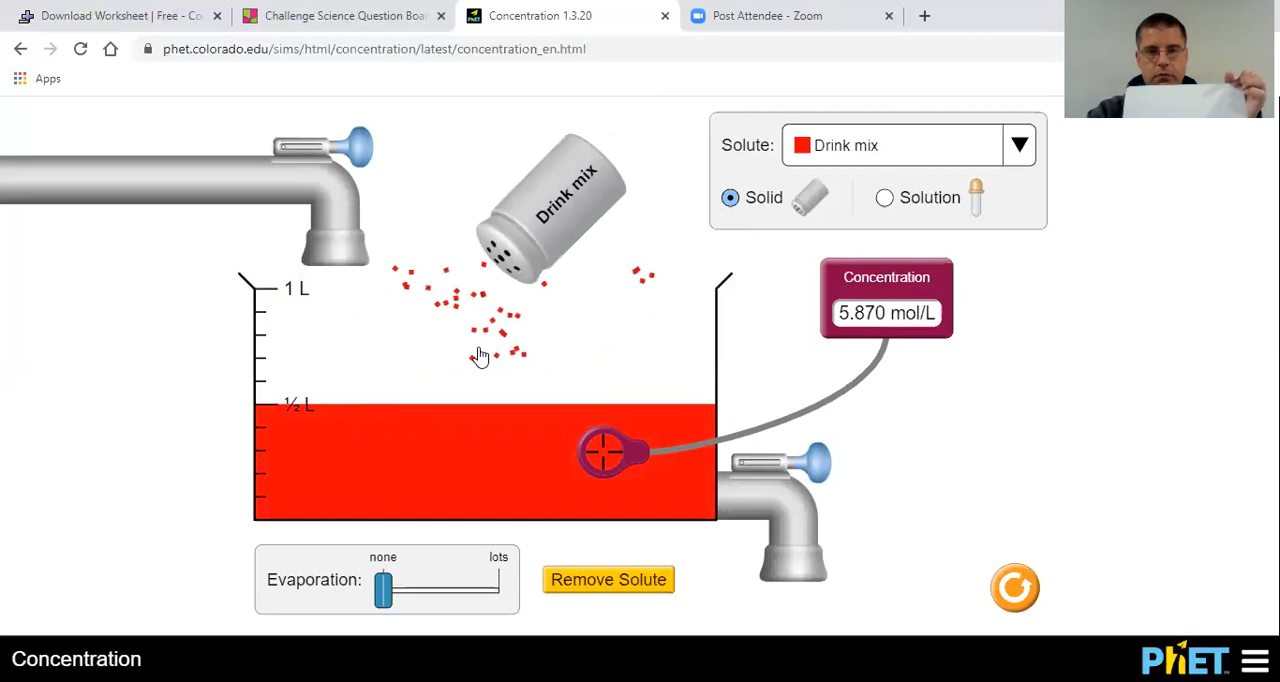 Download Worksheet | Free - Co
Challenge Science Question Boa
Concentration 1.3.20
Post Attendee - Zoom
phet.colorado.edu/sims/html/concentration/latest/concentration_en.html
Apps
Drink mix
Solute: Drink mix
Solid Solution
1 L
Concentration
5.870 mol/L
½ L
none lots
Evaporation:
Remove Solute
Concentration
PhET